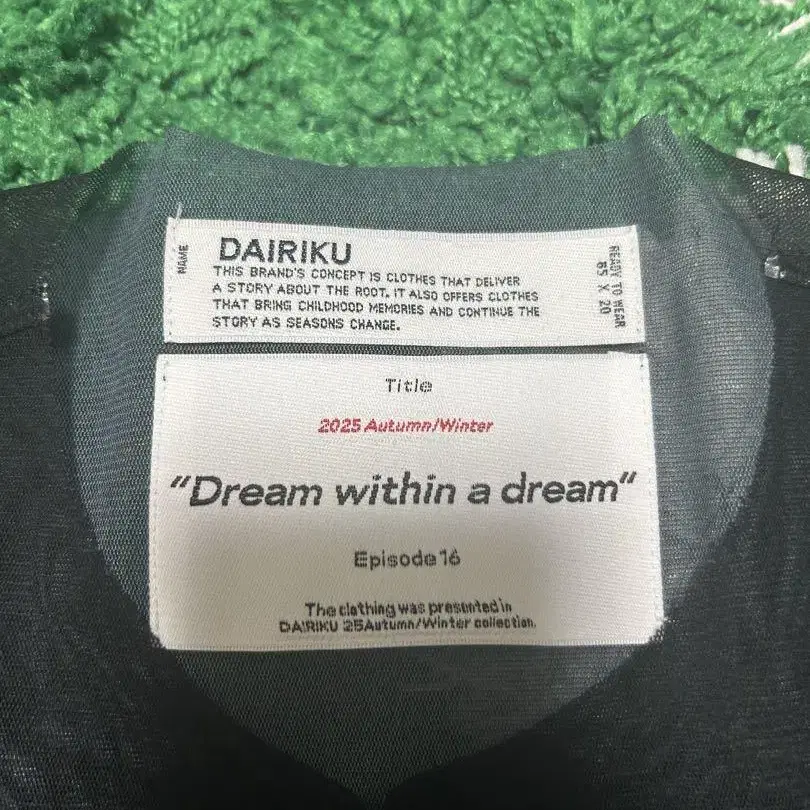 NAME
DAIRIKU
THIS BRAND'S CONCEPT IS CLOTHES THAT DELIVER
A STORY ABOUT THE ROOT. IT ALSO OFFERS CLOTHES
THAT BRING CHILDHOOD MEMORIES AND CONTINUE THE
STORY AS SEASONS CHANGE.
READY TO WEAR
85 X 20
Title
2025 Autumn/Winter
"Dream within a dream"
Episode 16
The clothing was presented in
DAIRIKU 25Autumn/Winter collection.